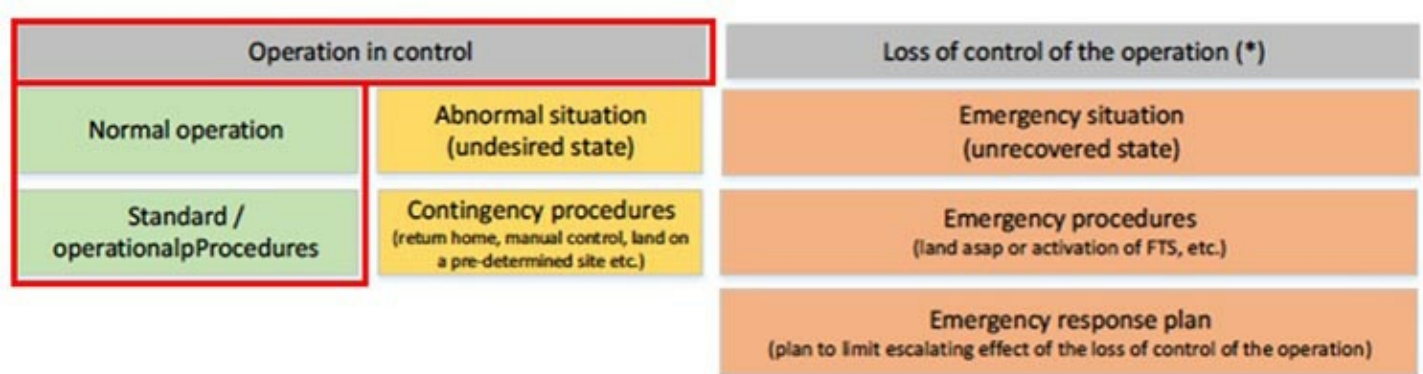 Operation in control
Loss of control of the operation (*)
Normal operation
Abnormal situation
(undesired state)
Emergency situation
(unrecovered state)
Standard /
operationalpProcedures
Contingency procedures
(return home, manual control, land on
a pre-determined site etc.)
Emergency procedures
(land asap or activation of FTS, etc.)
Emergency response plan
(plan to limit escalating effect of the loss of control of the operation)